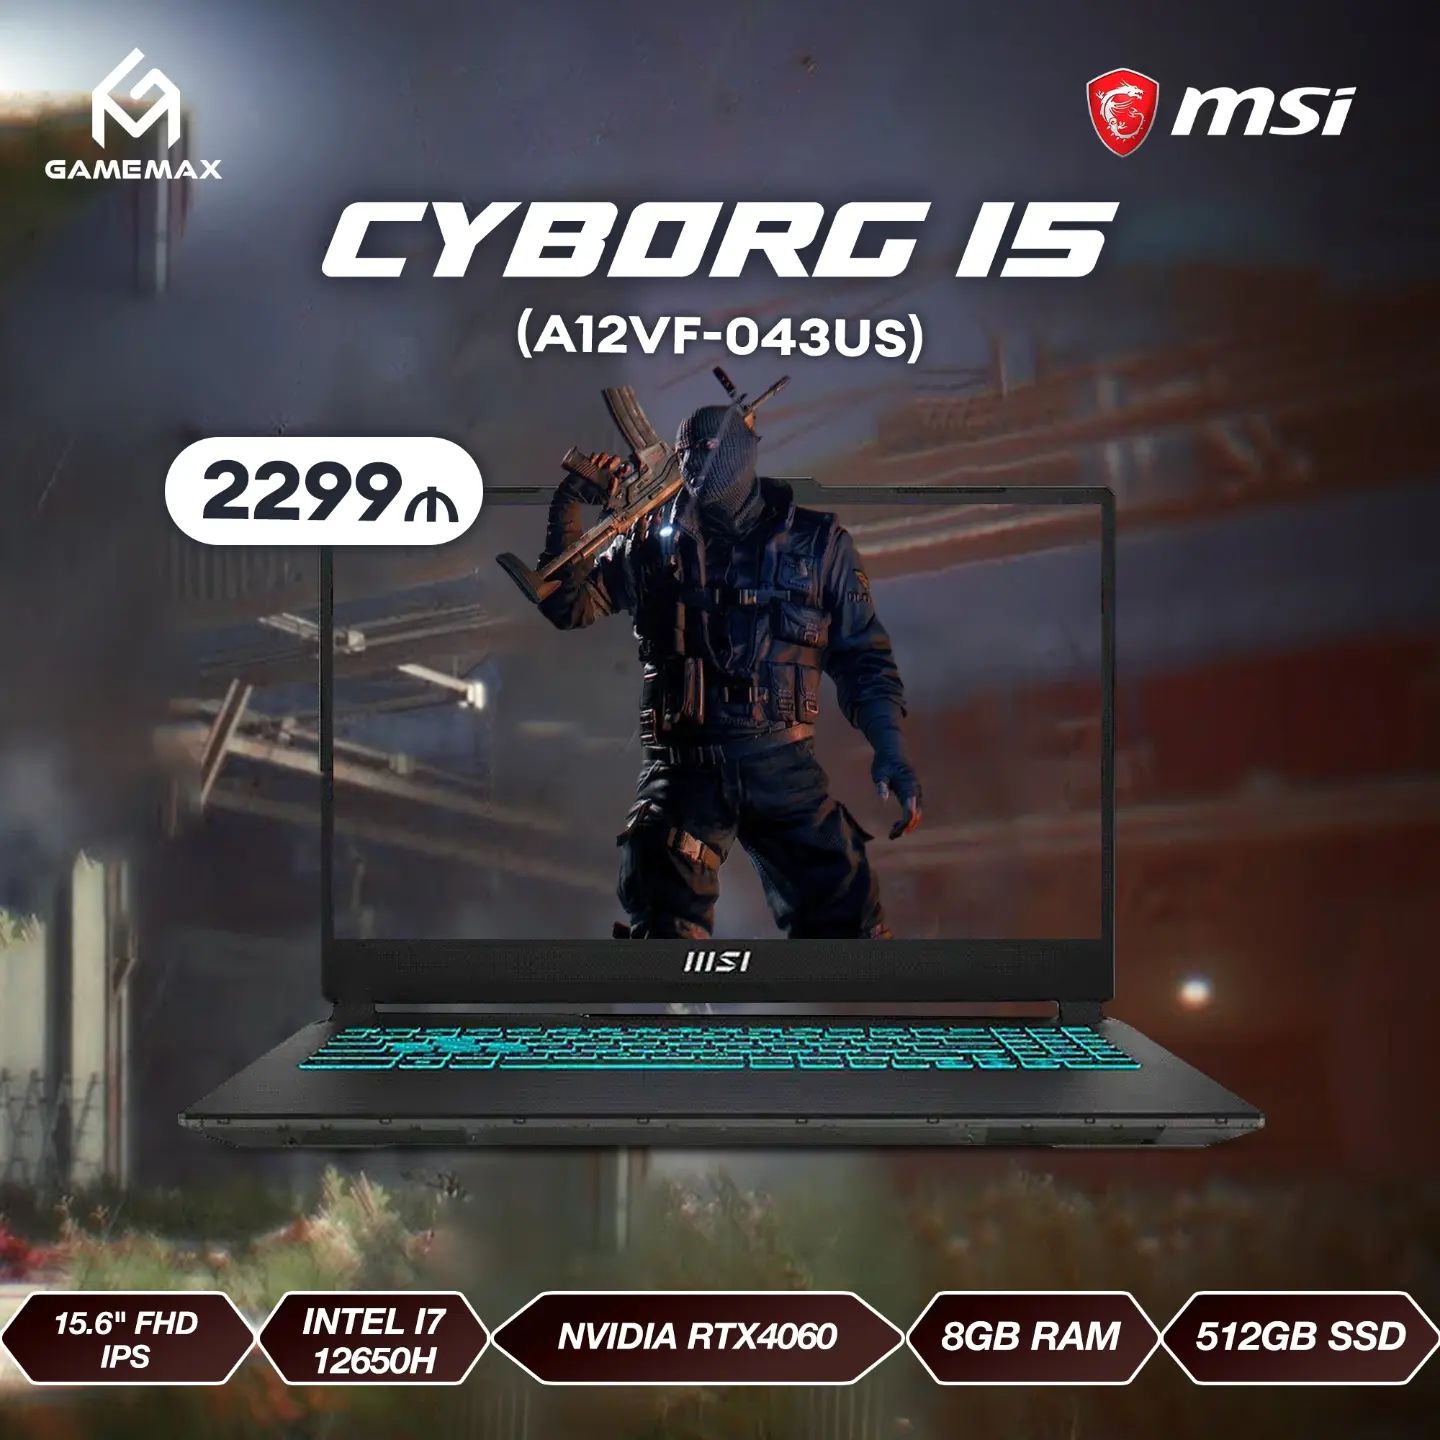 GAMEMAX
msi
CYBORG 15
(A12VF-043US)
2299₼
msi
15.6" FHD
IPS
INTEL I7
12650H
NVIDIA RTX4060
8GB RAM
512GB SSD